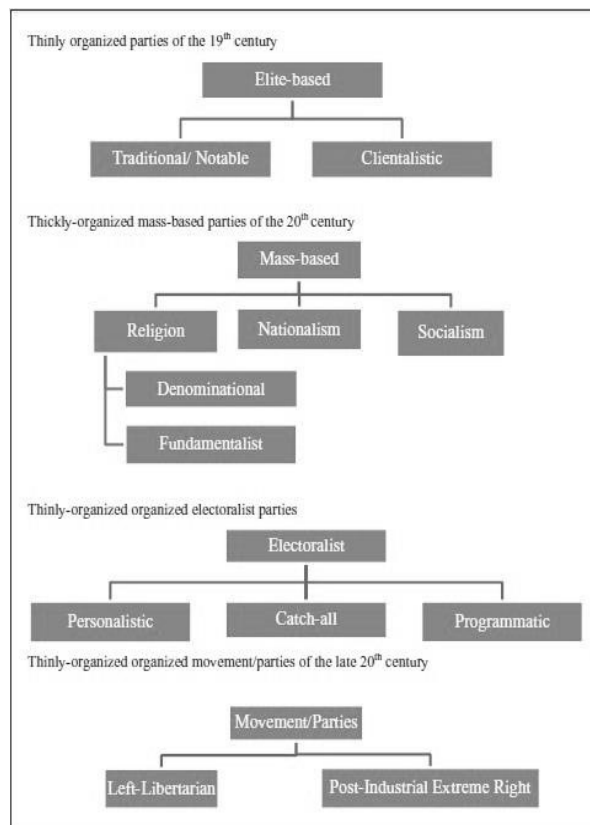 Thinly organized parties of the 19th century
Elite-based
Traditional/ Notable
Clientalistic
Thickly-organized mass-based parties of the 20th century
Mass-based
Religion
Nationalism
Socialism
Denominational
Fundamentalist
Thinly-organized organized electoralist parties
Electoralist
Personalistic
Catch-all
Programmatic
Thinly-organized organized movement/parties of the late 20th century
Movement/Parties
Left-Libertarian
Post-Industrial Extreme Right